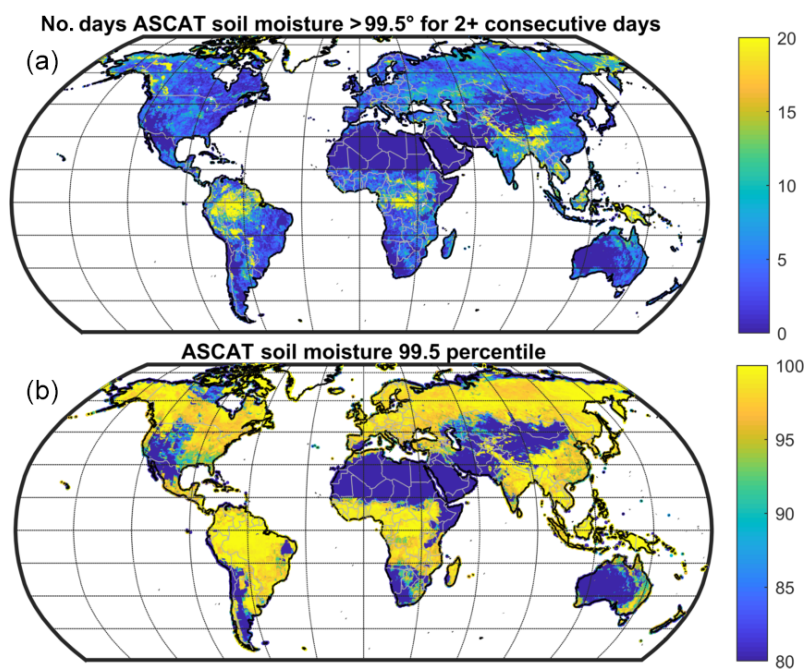 No. days ASCAT soil moisture >99.5° for 2+ consecutive days
(a)
20
15
10
5
0
ASCAT soil moisture 99.5 percentile
(b)
100
95
90
85
80